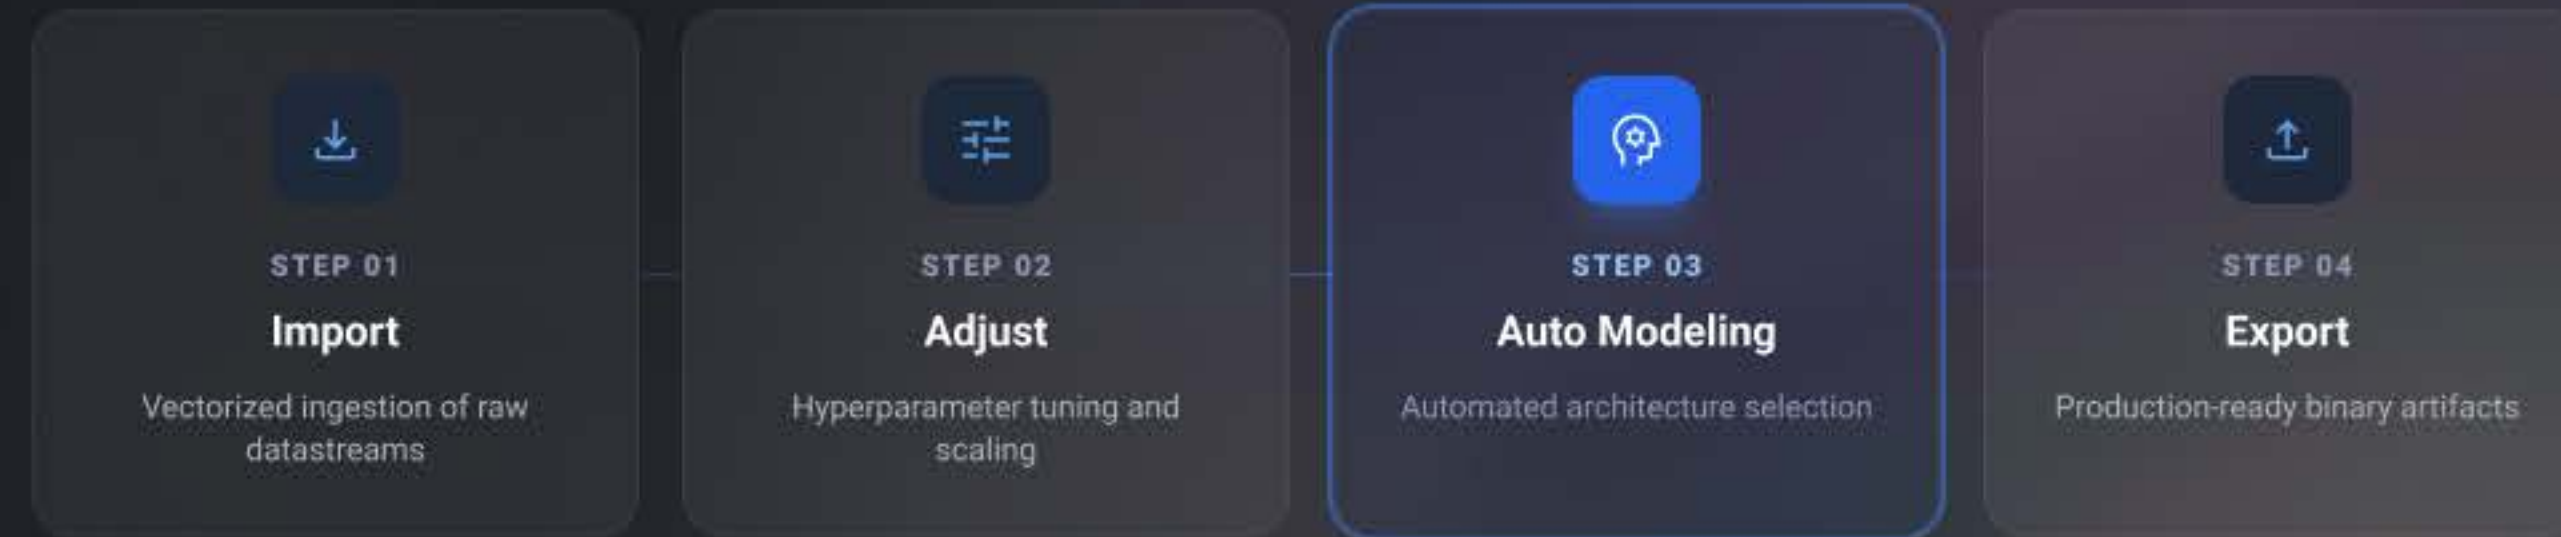 STEP 01
Import
Vectorized ingestion of raw
datastreams
STEP 02
Adjust
Hyperparameter tuning and
scaling
STEP 03
Auto Modeling
Automated architecture selection
STEP 04
Export
Production-ready binary artifacts